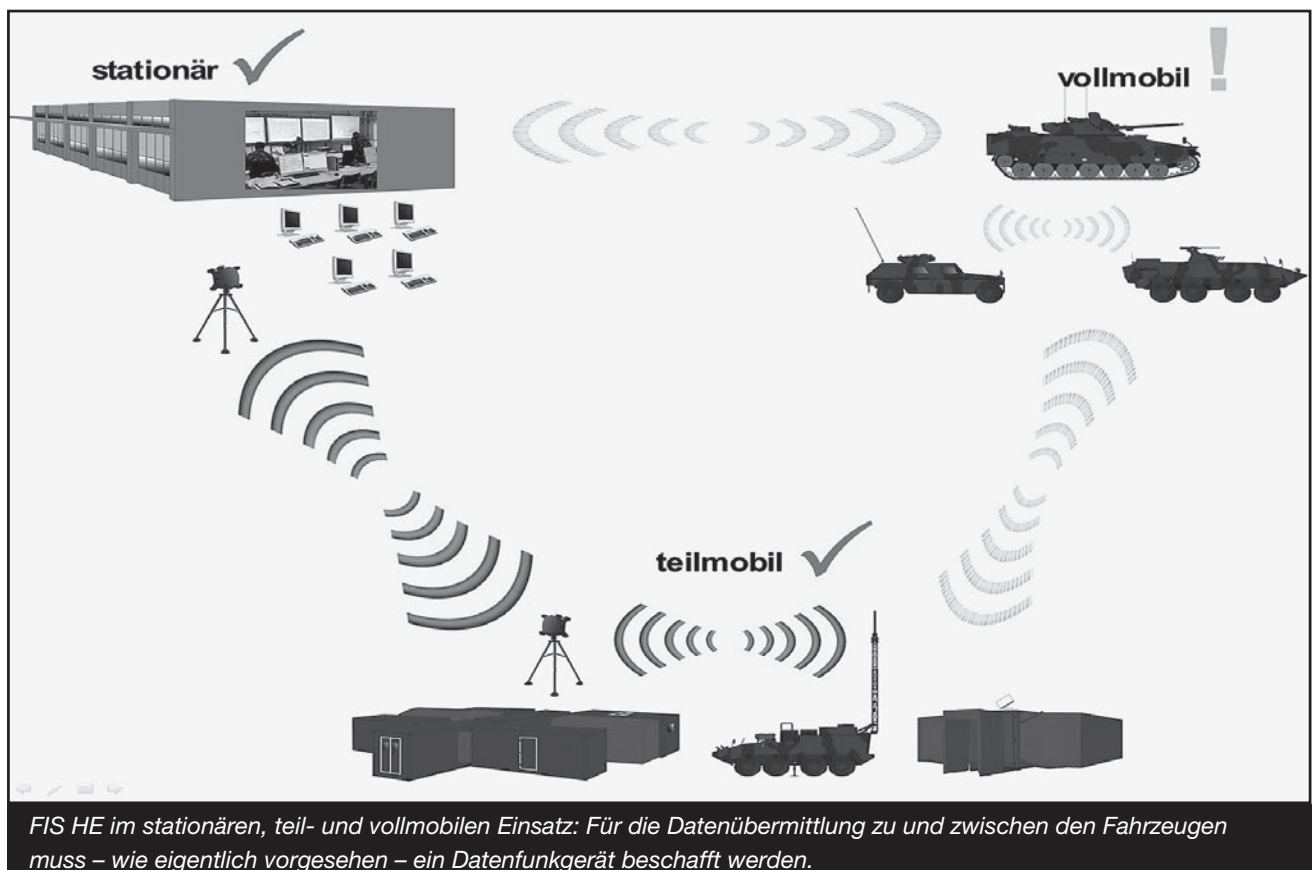 stationär
vollmobil !
teilmobil
FIS HE im stationären, teil- und vollmobilen Einsatz: Für die Datenübermittlung zu und zwischen den Fahrzeugen
muss – wie eigentlich vorgesehen – ein Datenfunkgerät beschafft werden.